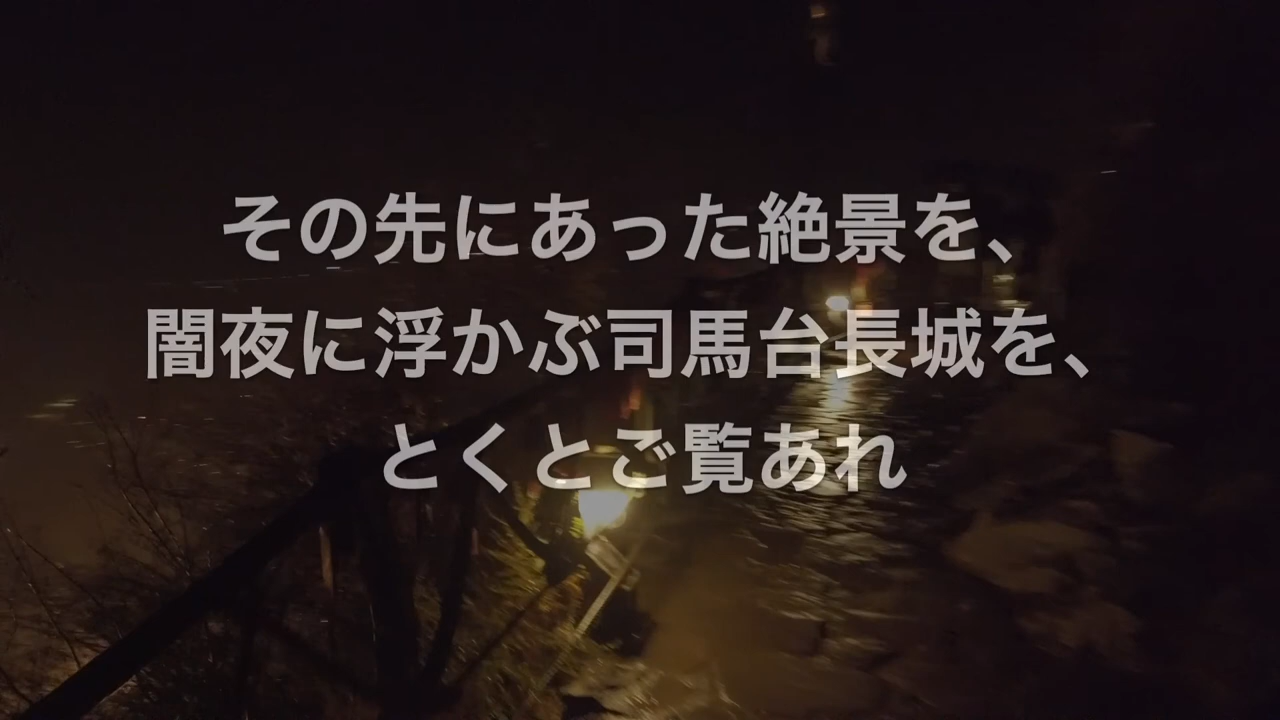 その先にあった絶景を、
闇夜に浮かぶ司馬台長城を、
とくとご覧あれ